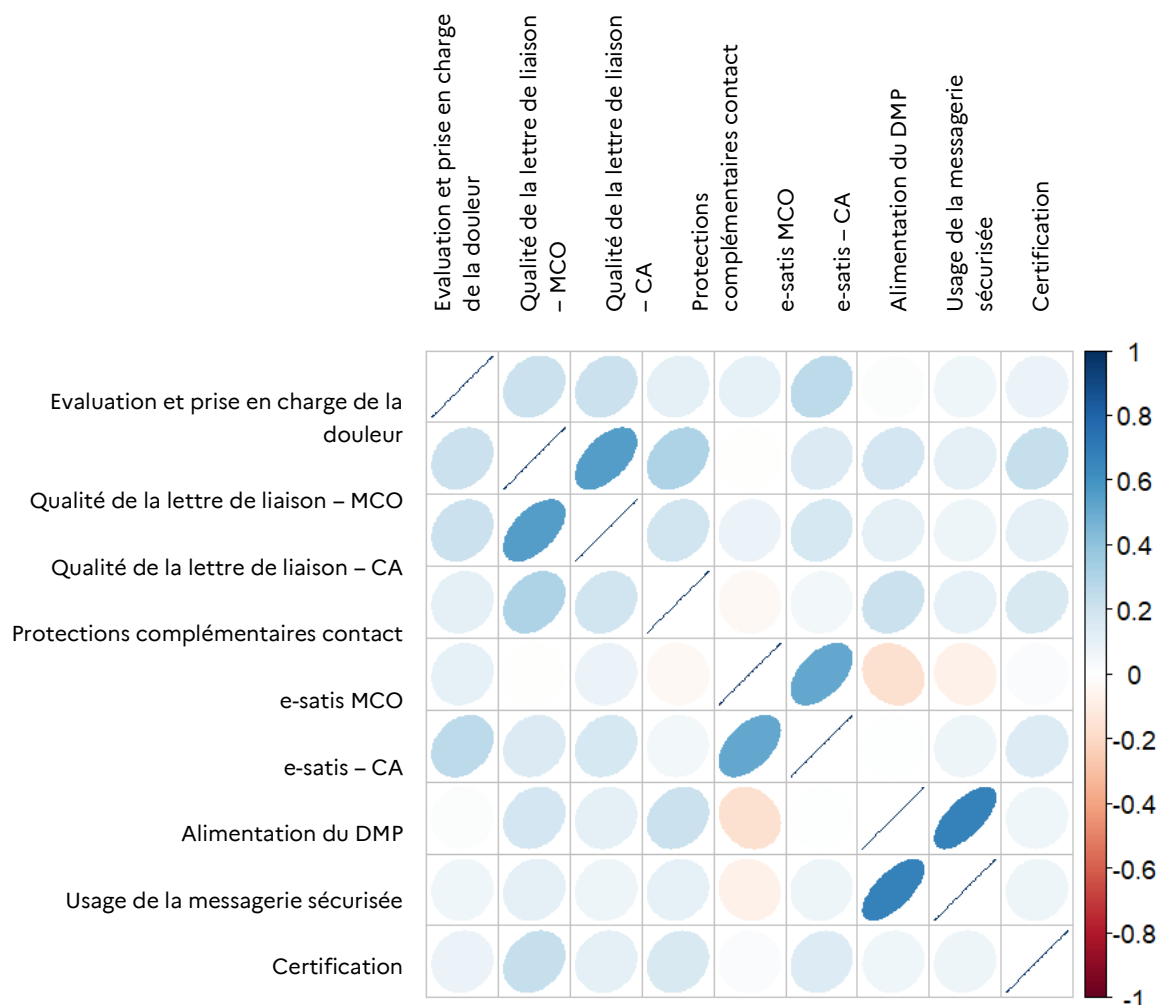 Evaluation et prise en charge
de la douleur
Qualité de la lettre de liaison
– MCO
Qualité de la lettre de liaison
– CA
Protections
complémentaires contact
e-satis MCO
e-satis – CA
Alimentation du DMP
Usage de la messagerie
sécurisée
Certification
Evaluation et prise en charge de la
douleur
Qualité de la lettre de liaison – MCO
Qualité de la lettre de liaison – CA
Protections complémentaires contact
e-satis MCO
e-satis – CA
Alimentation du DMP
Usage de la messagerie sécurisée
Certification
1
0.8
0.6
0.4
0.2
0
-0.2
-0.4
-0.6
-0.8
-1